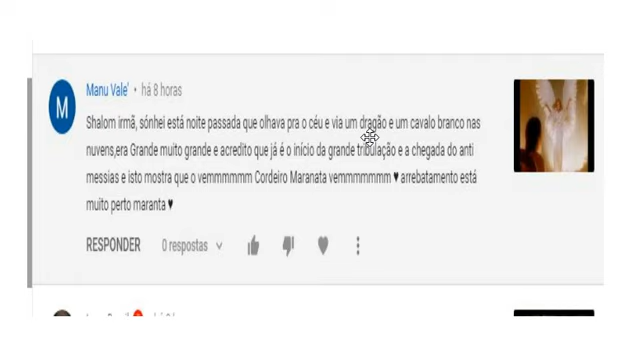 M
Manu Vale' • há 8 horas
Shalom irmã, sónhei está noite passada que olhava pra o céu e via um dragão e um cavalo branco nas
nuvens,era Grande muito grande e acredito que já é o início da grande tribulação e a chegada do anti
messias e isto mostra que o vemmmmmm Cordeiro Maranata vemmmmmmm ♥ arrebatamento está
muito perto maranta ♥
RESPONDER 0 respostas